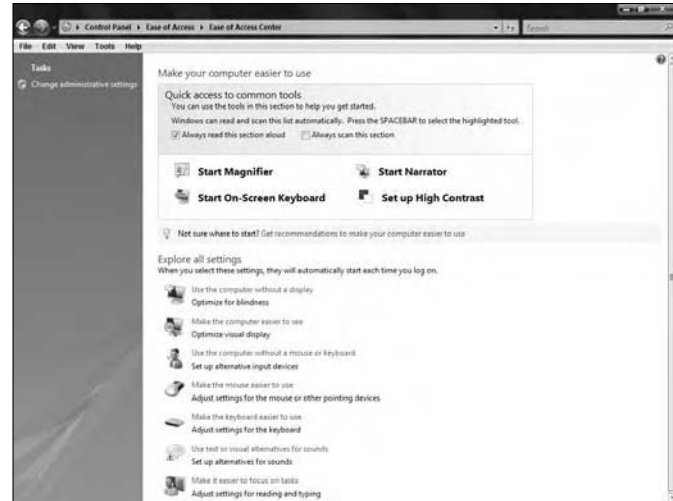 Control Panel ▸ Ease of Access ▸ Ease of Access Center
Search
File Edit View Tools Help
Tasks
Change administrative settings
Make your computer easier to use
Quick access to common tools
You can use the tools in this section to help you get started.
Windows can read and scan this list automatically. Press the SPACEBAR to select the highlighted tool.
Always read this section aloud Always scan this section
Start Magnifier Start Narrator
Start On-Screen Keyboard Set up High Contrast
Not sure where to start? Get recommendations to make your computer easier to use
Explore all settings
When you select these settings, they will automatically start each time you log on.
Use the computer without a display
Optimize for blindness
Make the computer easier to see
Optimize visual display
Use the computer without a mouse or keyboard
Set up alternative input devices
Make the mouse easier to use
Adjust settings for the mouse or other pointing devices
Make the keyboard easier to use
Adjust settings for the keyboard
Use text or visual alternatives for sounds
Set up alternatives for sounds
Make it easier to focus on tasks
Adjust settings for reading and typing